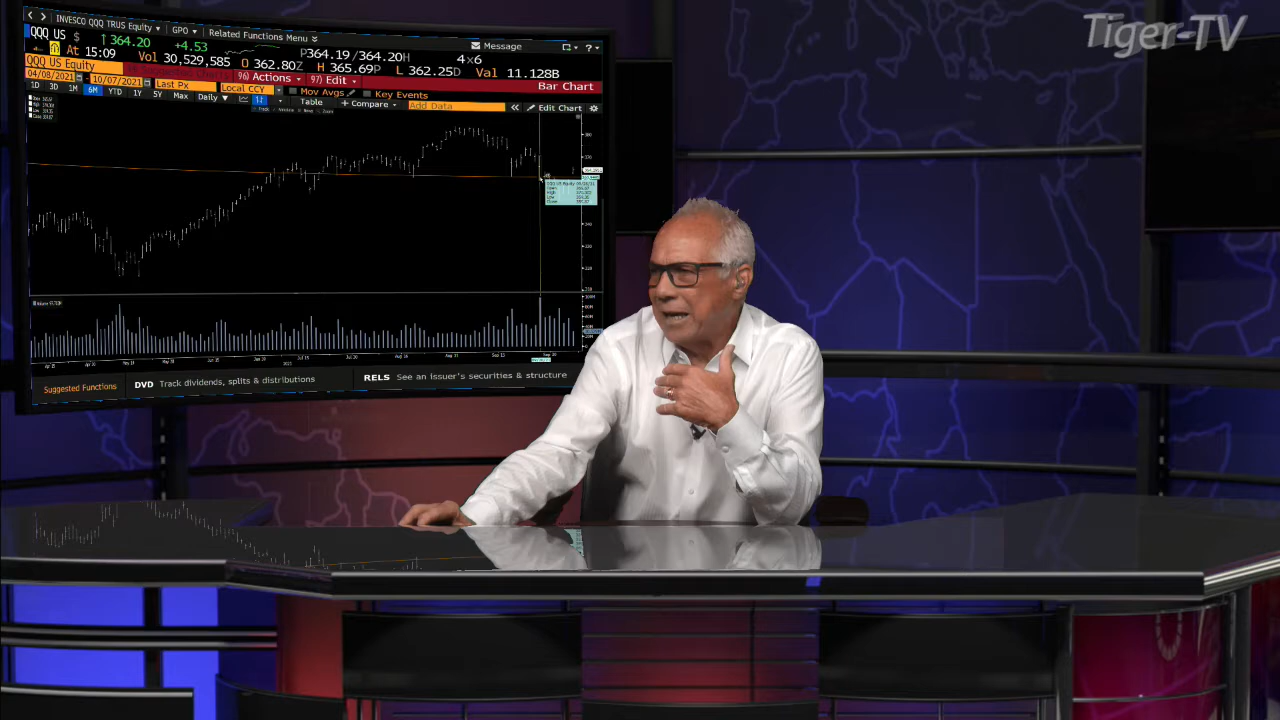 Tiger-TV
< > INVESCO QQQ TRUS Equity GPO Related Functions Menu
QQQ US $ ↑ 364.20 +4.53 P364.19/364.20H 4x6 Message ?
At 15:09 Vol 30,529,585 O 362.80Z H 365.69P L 362.25D Val 11.128B
QQQ US Equity 96) Actions 97) Edit Bar Chart
04/08/2021 - 10/07/2021 Last Px Local CCY Mov Avgs Key Events
1D 3D 1M 6M YTD 1Y 5Y Max Daily Table + Compare Add Data « Edit Chart
Suggested Functions DVD Track dividends, splits & distributions RELS See an issuer's securities & structure